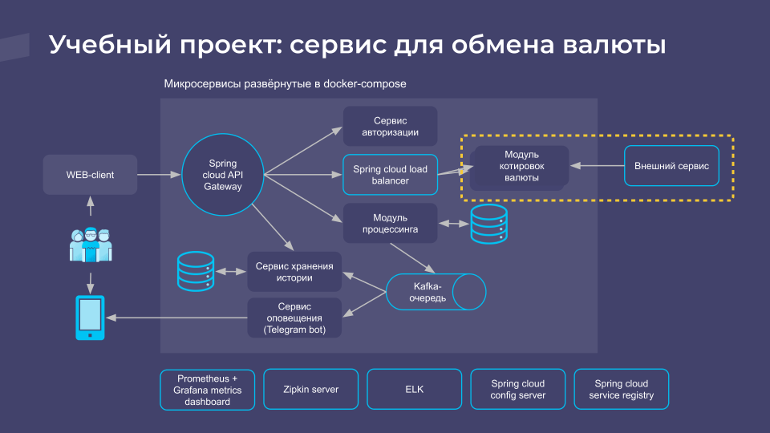 Учебный проект: сервис для обмена валюты
Микросервисы развёрнутые в docker-compose
Сервис
авторизации
WEB-client
Spring
cloud API
Gateway
Spring cloud load
balancer
Модуль
котировок
валюты
Внешний сервис
Модуль
процессинга
Сервис хранения
истории
Kafka-
очередь
Сервис
оповещения
(Telegram bot)
Prometheus +
Grafana metrics
dashboard
Zipkin server
ELK
Spring cloud
config server
Spring cloud
service registry